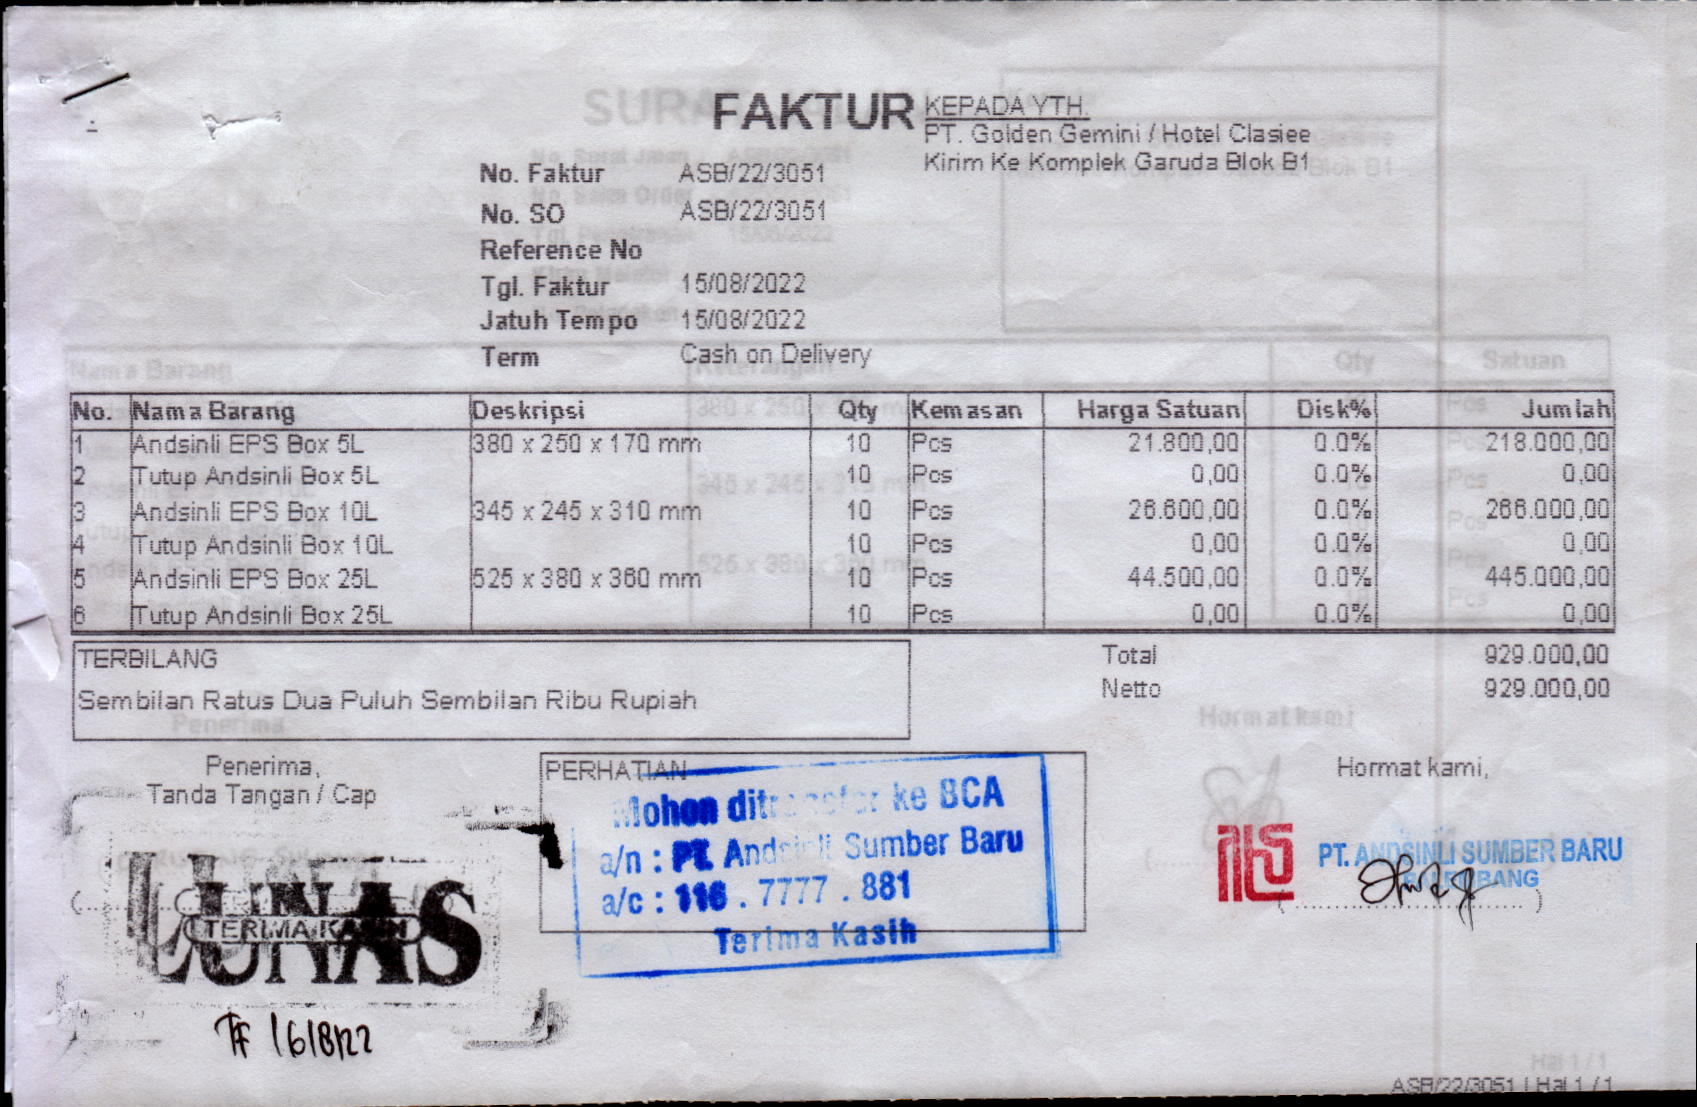 FAKTUR
KEPADA YTH.
PT. Golden Gemini / Hotel Clasiee
Kirim Ke Komplek Garuda Blok B1
No. Faktur ASB/22/3051
No. SO ASB/22/3051
Reference No
Tgl. Faktur 15/08/2022
Jatuh Tempo 15/08/2022
Term Cash on Delivery
No. Nama Barang Deskripsi Qty Kemasan Harga Satuan Disk% Jumlah
1 Andsinli EPS Box 5L 380 x 250 x 170 mm 10 Pcs 21.800,00 0.0% 218.000,00
2 Tutup Andsinli Box 5L 10 Pcs 0,00 0.0% 0,00
3 Andsinli EPS Box 10L 345 x 245 x 310 mm 10 Pcs 26.600,00 0.0% 266.000,00
4 Tutup Andsinli Box 10L 10 Pcs 0,00 0.0% 0,00
5 Andsinli EPS Box 25L 525 x 380 x 360 mm 10 Pcs 44.500,00 0.0% 445.000,00
6 Tutup Andsinli Box 25L 10 Pcs 0,00 0.0% 0,00
TERBILANG
Sembilan Ratus Dua Puluh Sembilan Ribu Rupiah
Total 929.000,00
Netto 929.000,00
Penerima,
Tanda Tangan / Cap
LUNAS
TERIMA KASIH
TF 16/8/22
PERHATIAN
Mohon ditransfer ke BCA
a/n : PT. Andsinli Sumber Baru
a/c : 116 . 7777 . 881
Terima Kasih
Hormat kami,
PT. ANDSINLI SUMBER BARU
PALEMBANG
ASB/22/3051 | Hal 1 / 1